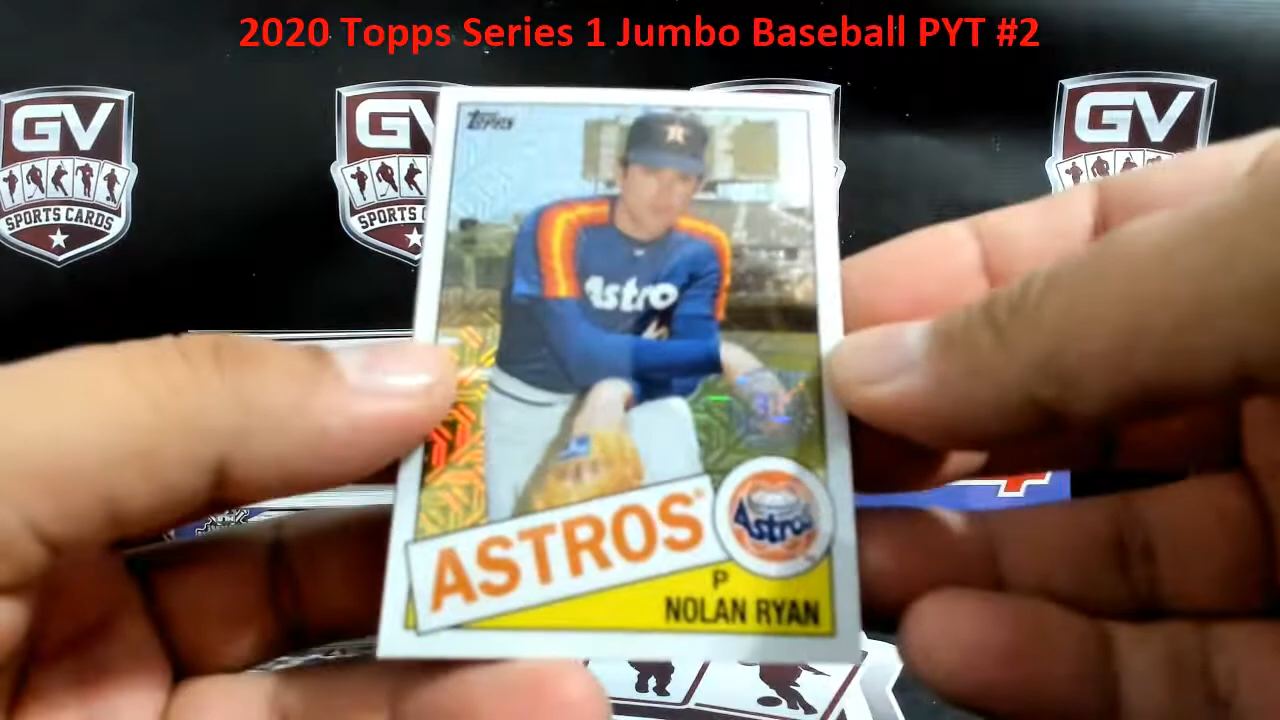 2020 Topps Series 1 Jumbo Baseball PYT #2
GV
SPORTS CARDS
GV
SPORTS
GV
SPORTS CARDS
Topps
Astro
ASTROS
Astros
P
NOLAN RYAN